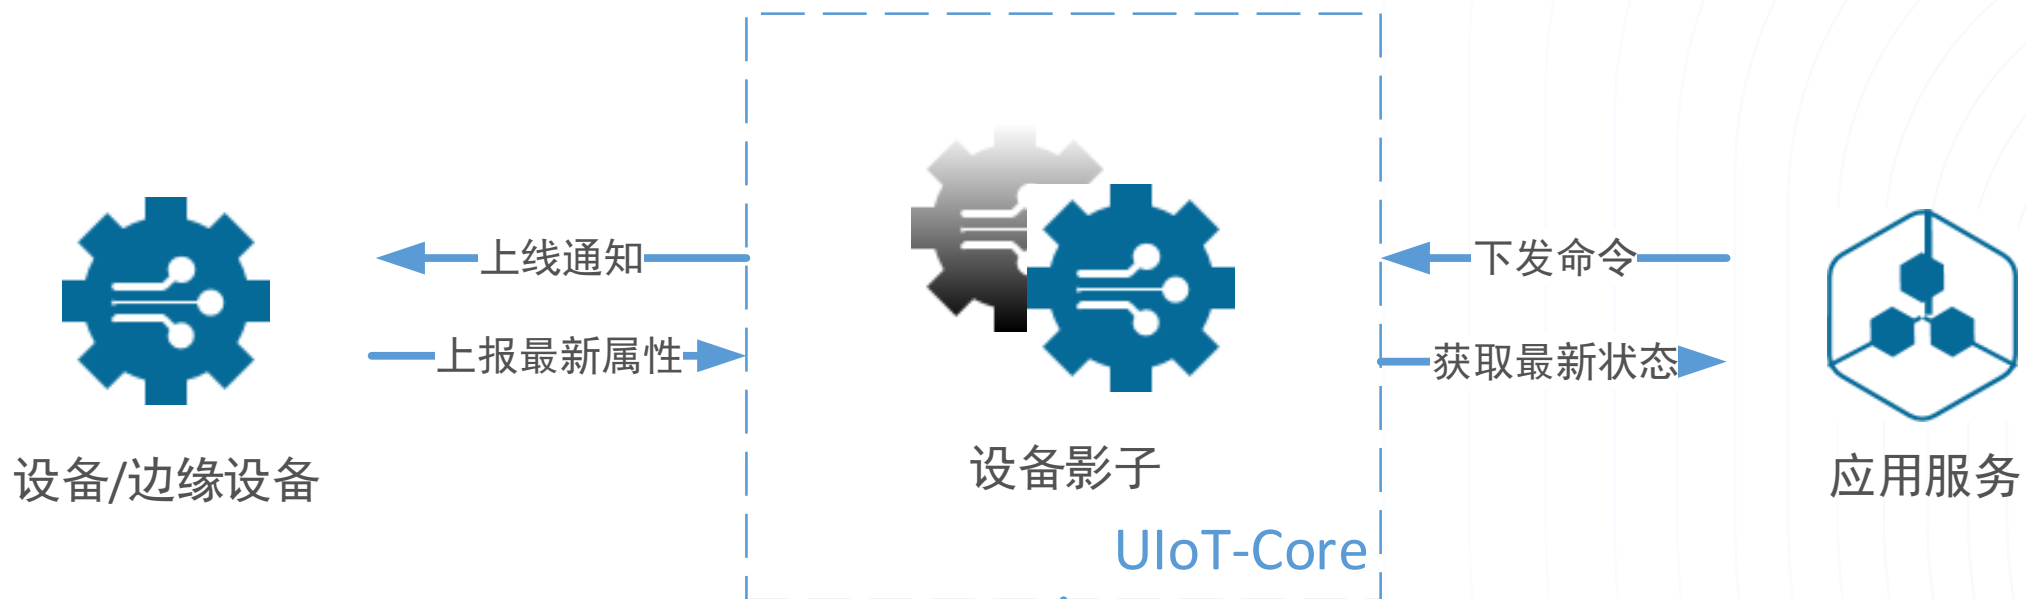 上线通知
上报最新属性
下发命令
获取最新状态
设备/边缘设备
设备影子
应用服务
UIoT-Core